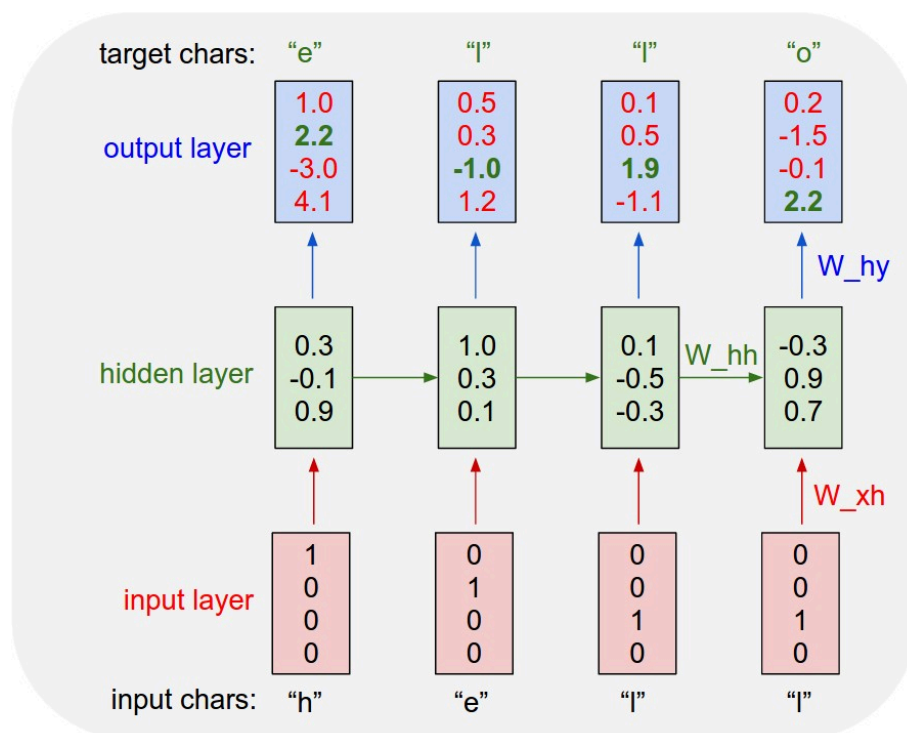 target chars: “e” “l” “l” “o”
1.0 0.5 0.1 0.2
2.2 0.3 0.5 -1.5
output layer
-3.0 -1.0 1.9 -0.1
4.1 1.2 -1.1 2.2
W_hy
0.3 1.0 0.1 -0.3
W_hh
hidden layer -0.1 0.3 -0.5 0.9
0.9 0.1 -0.3 0.7
W_xh
1 0 0 0
0 1 0 0
input layer
0 0 1 1
0 0 0 0
input chars: “h” “e” “l” “l”